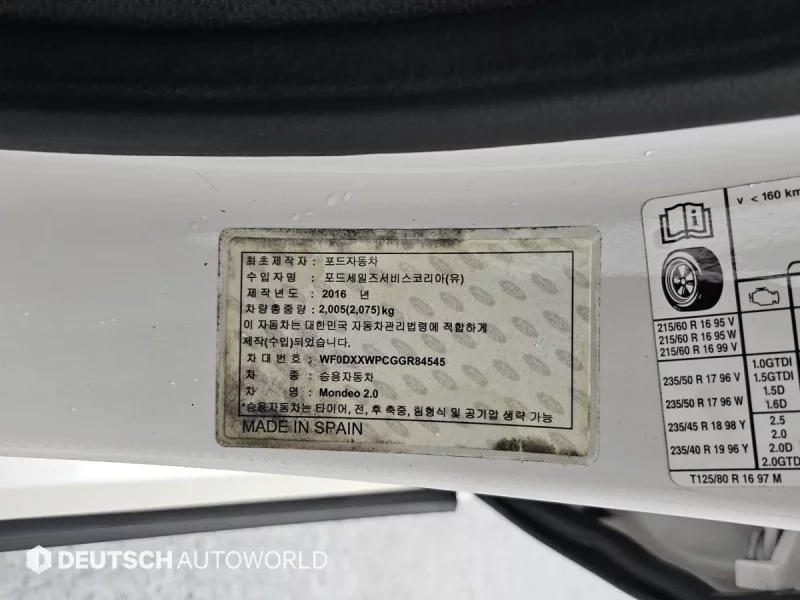 최초제작자 : 포드자동차
수입자명 : 포드세일즈서비스코리아(유)
제작년도 : 2016 년
차량총중량 : 2,005(2,075)kg
이 자동차는 대한민국 자동차관리법령에 적합하게
제작(수입)되었습니다.
차대번호 : WF0DXXWPCGGR84545
차 종 : 승용자동차
차 명 : Mondeo 2.0
*승용자동차는 타이어, 전, 후 축중, 림형식 및 공기압 생략 가능
MADE IN SPAIN
v < 160 km
i
215/60 R 16 95 V
215/60 R 16 95 W
215/60 R 16 99 V
235/50 R 17 96 V
235/50 R 17 96 W
235/45 R 18 98 Y
235/40 R 19 96 Y
1.0GTDI
1.5GTDI
1.5D
1.6D
2.5
2.0
2.0D
2.0GTD
T125/80 R 16 97 M
DEUTSCH AUTOWORLD